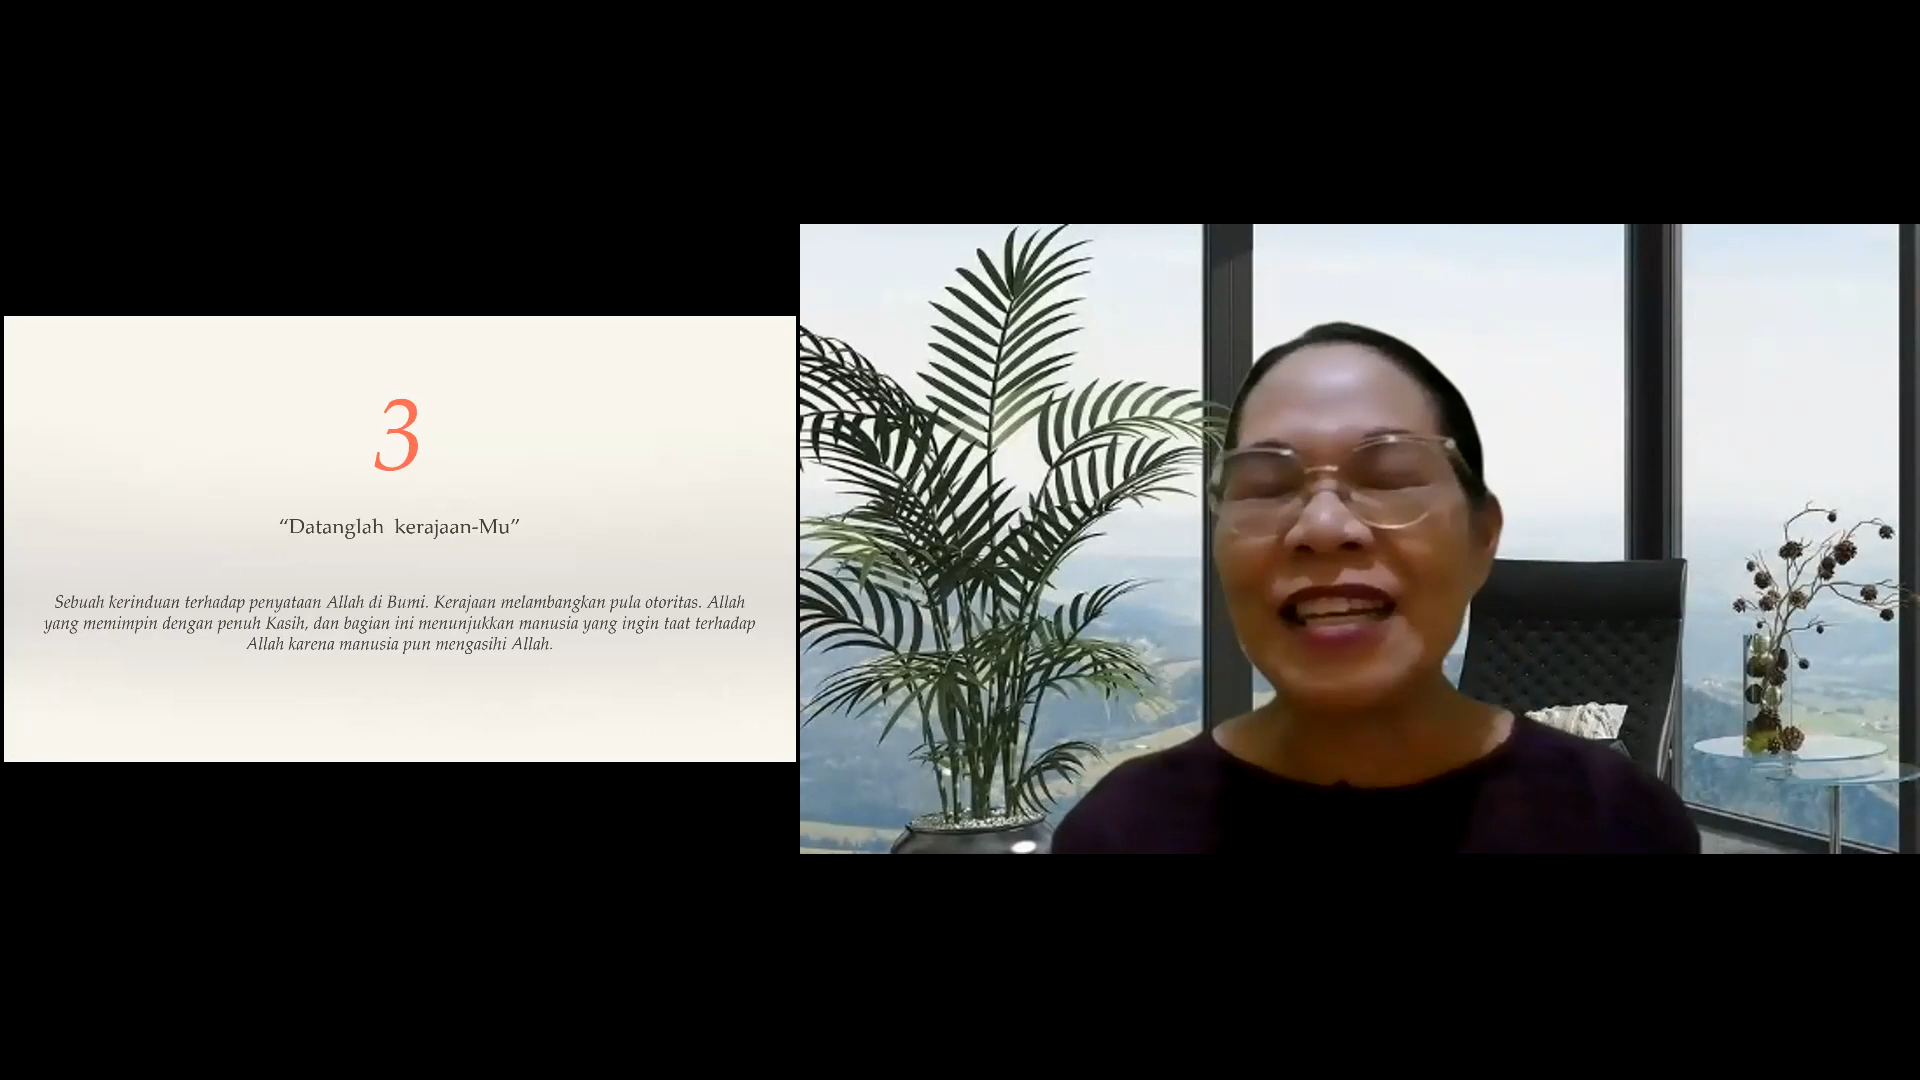 3
“Datanglah kerajaan-Mu”
Sebuah kerinduan terhadap penyataan Allah di Bumi. Kerajaan melambangkan pula otoritas. Allah
yang memimpin dengan penuh Kasih, dan bagian ini menunjukkan manusia yang ingin taat terhadap
Allah karena manusia pun mengasihi Allah.